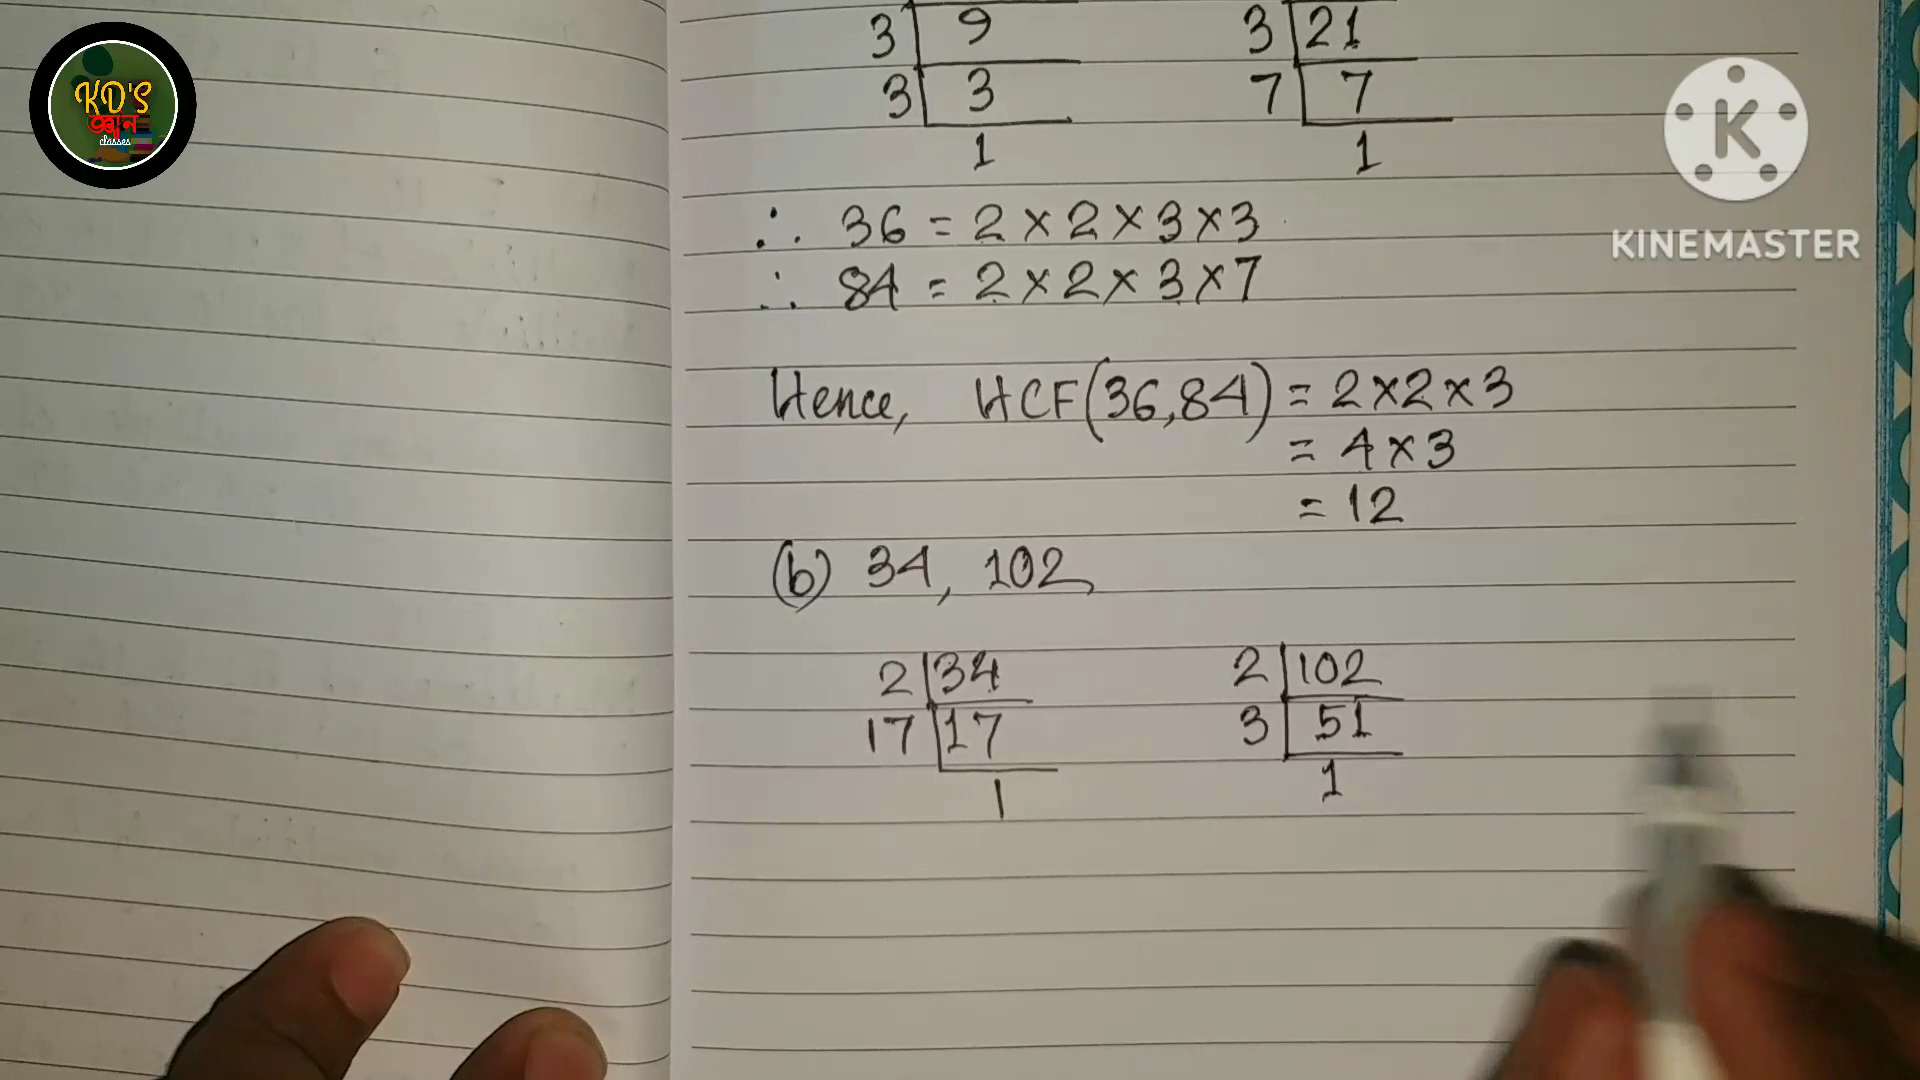 KD'S
জ্ঞান
classes
K
KINEMASTER
3 | 9
3 | 3
1
3 | 21
7 | 7
1
∴ 36 = 2 × 2 × 3 × 3
∴ 84 = 2 × 2 × 3 × 7
Hence, HCF(36,84) = 2×2×3
= 4×3
= 12
(b) 34, 102,
2 | 34
17 | 17
1
2 | 102
3 | 51
1